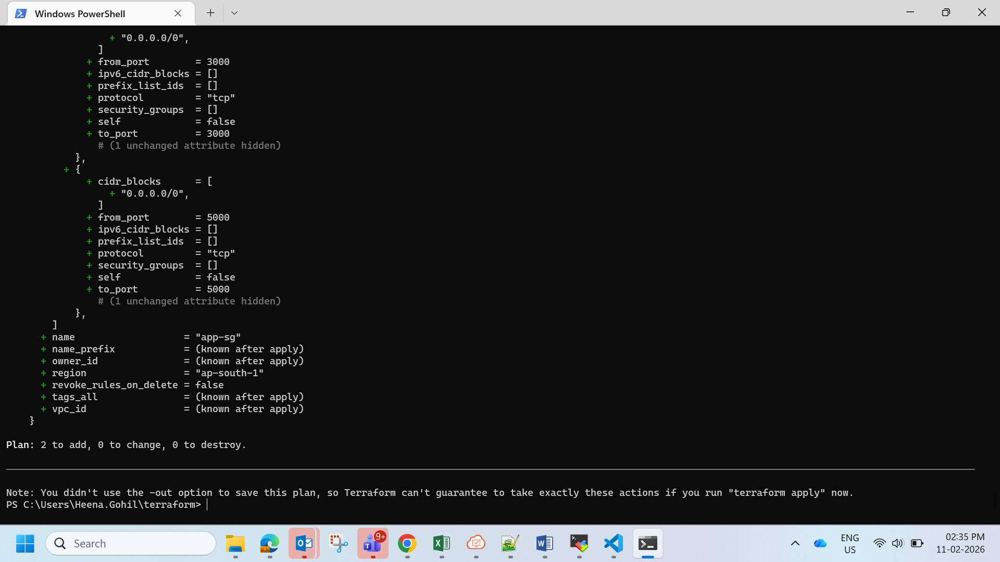 Windows PowerShell
+ "0.0.0.0/0",
]
+ from_port        = 3000
+ ipv6_cidr_blocks = []
+ prefix_list_ids  = []
+ protocol         = "tcp"
+ security_groups  = []
+ self             = false
+ to_port          = 3000
# (1 unchanged attribute hidden)
},
+ {
+ cidr_blocks      = [
+ "0.0.0.0/0",
]
+ from_port        = 5000
+ ipv6_cidr_blocks = []
+ prefix_list_ids  = []
+ protocol         = "tcp"
+ security_groups  = []
+ self             = false
+ to_port          = 5000
# (1 unchanged attribute hidden)
},
]
+ name                   = "app-sg"
+ name_prefix            = (known after apply)
+ owner_id               = (known after apply)
+ region                 = "ap-south-1"
+ revoke_rules_on_delete = false
+ tags_all               = (known after apply)
+ vpc_id                 = (known after apply)
}
Plan: 2 to add, 0 to change, 0 to destroy.
Note: You didn't use the -out option to save this plan, so Terraform can't guarantee to take exactly these actions if you run "terraform apply" now.
PS C:\Users\Heena.Gohil\terraform>
Search
9+
ENG
US
02:35 PM
11-02-2026